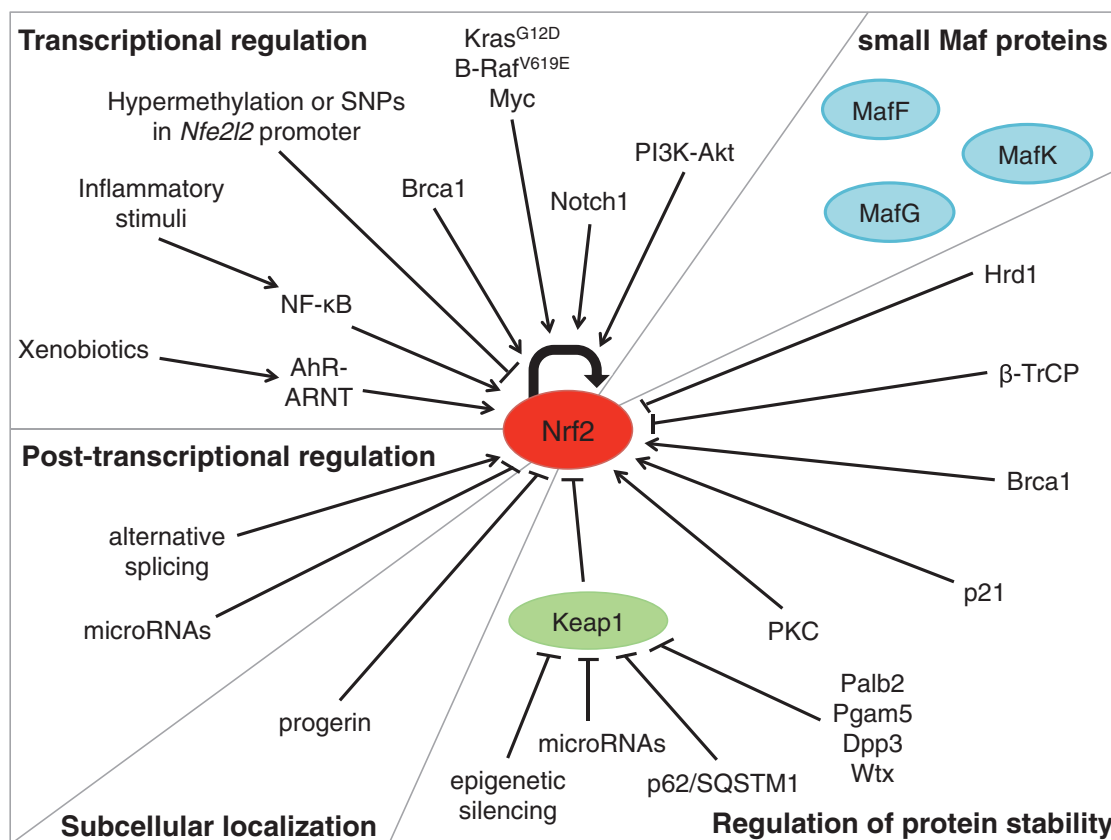 Transcriptional regulation
Kras^G12D
B-Raf^V619E
Myc
Hypermethylation or SNPs
in Nfe2l2 promoter
PI3K-Akt
Inflammatory
stimuli
Brca1
Notch1
NF-κB
Xenobiotics
AhR-
ARNT
small Maf proteins
MafF
MafK
MafG
Nrf2
Hrd1
β-TrCP
Brca1
p21
PKC
Post-transcriptional regulation
alternative
splicing
microRNAs
progerin
Subcellular localization
Keap1
epigenetic
silencing
microRNAs
p62/SQSTM1
Palb2
Pgam5
Dpp3
Wtx
Regulation of protein stability